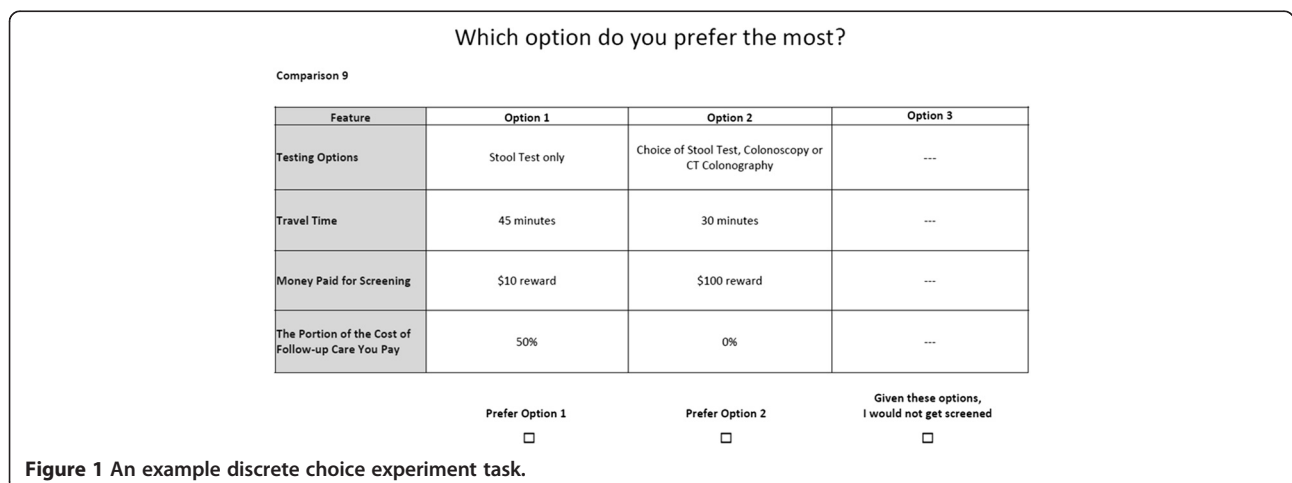 Which option do you prefer the most?
Comparison 9
Feature Option 1 Option 2 Option 3
Testing Options Stool Test only Choice of Stool Test, Colonoscopy or
CT Colonography ---
Travel Time 45 minutes 30 minutes ---
Money Paid for Screening $10 reward $100 reward ---
The Portion of the Cost of
Follow-up Care You Pay 50% 0% ---
Prefer Option 1 Prefer Option 2 Given these options,
I would not get screened
Figure 1 An example discrete choice experiment task.